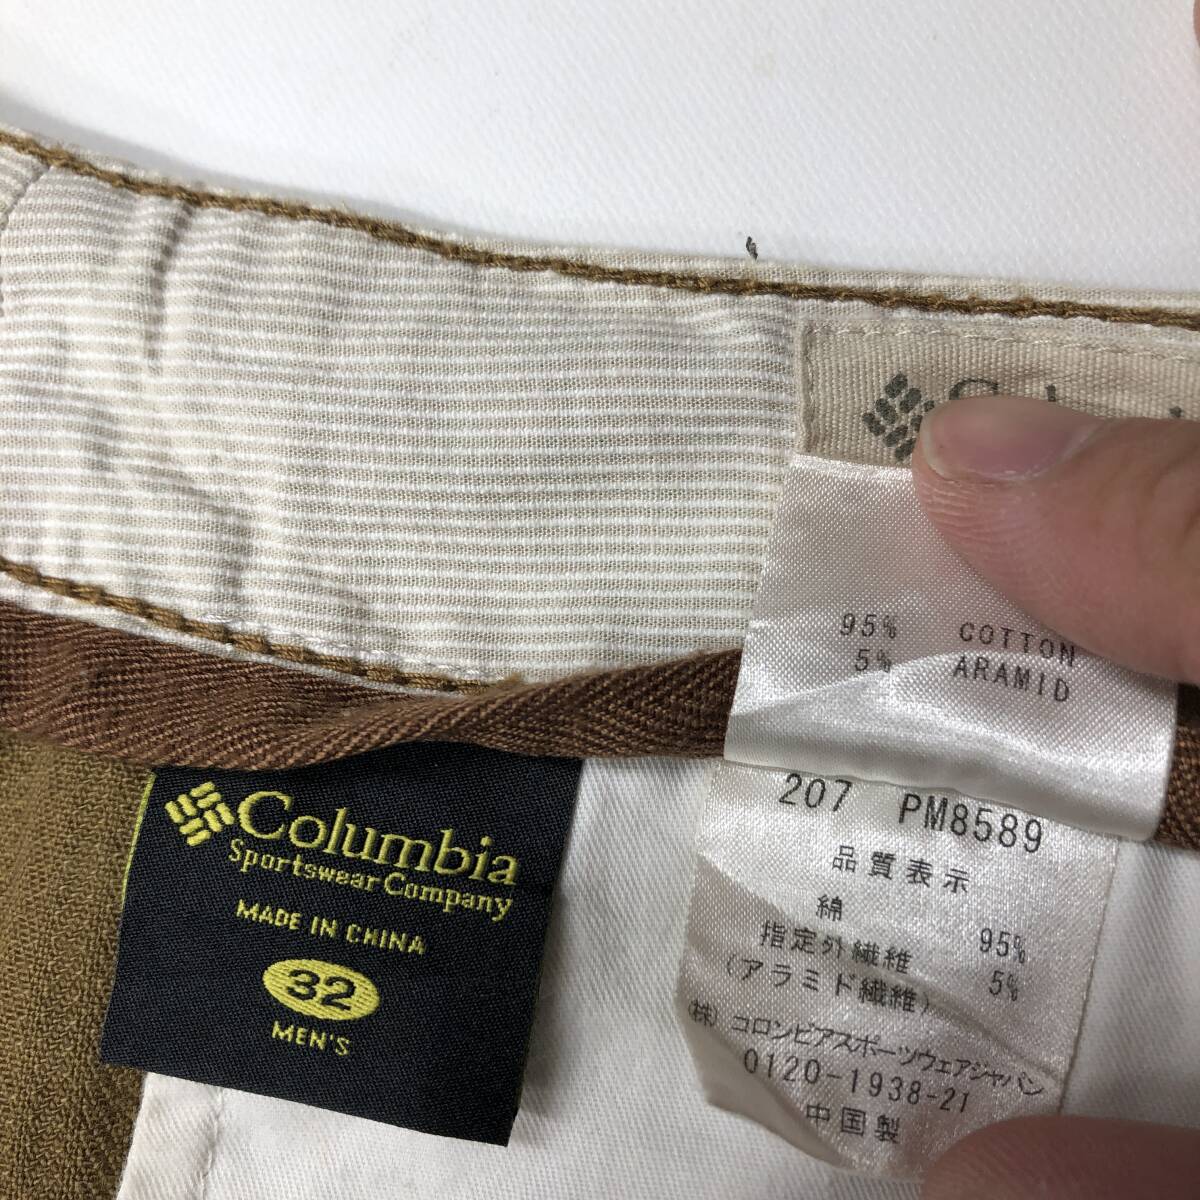 95% COTTON
5% ARAMID
207 PM8589
品質表示
綿 95%
指定外繊維 5%
(アラミド繊維)
(株)コロンビアスポーツウェアジャパン
0120-1938-21
中国製
Columbia
Sportswear Company
MADE IN CHINA
32
MEN'S